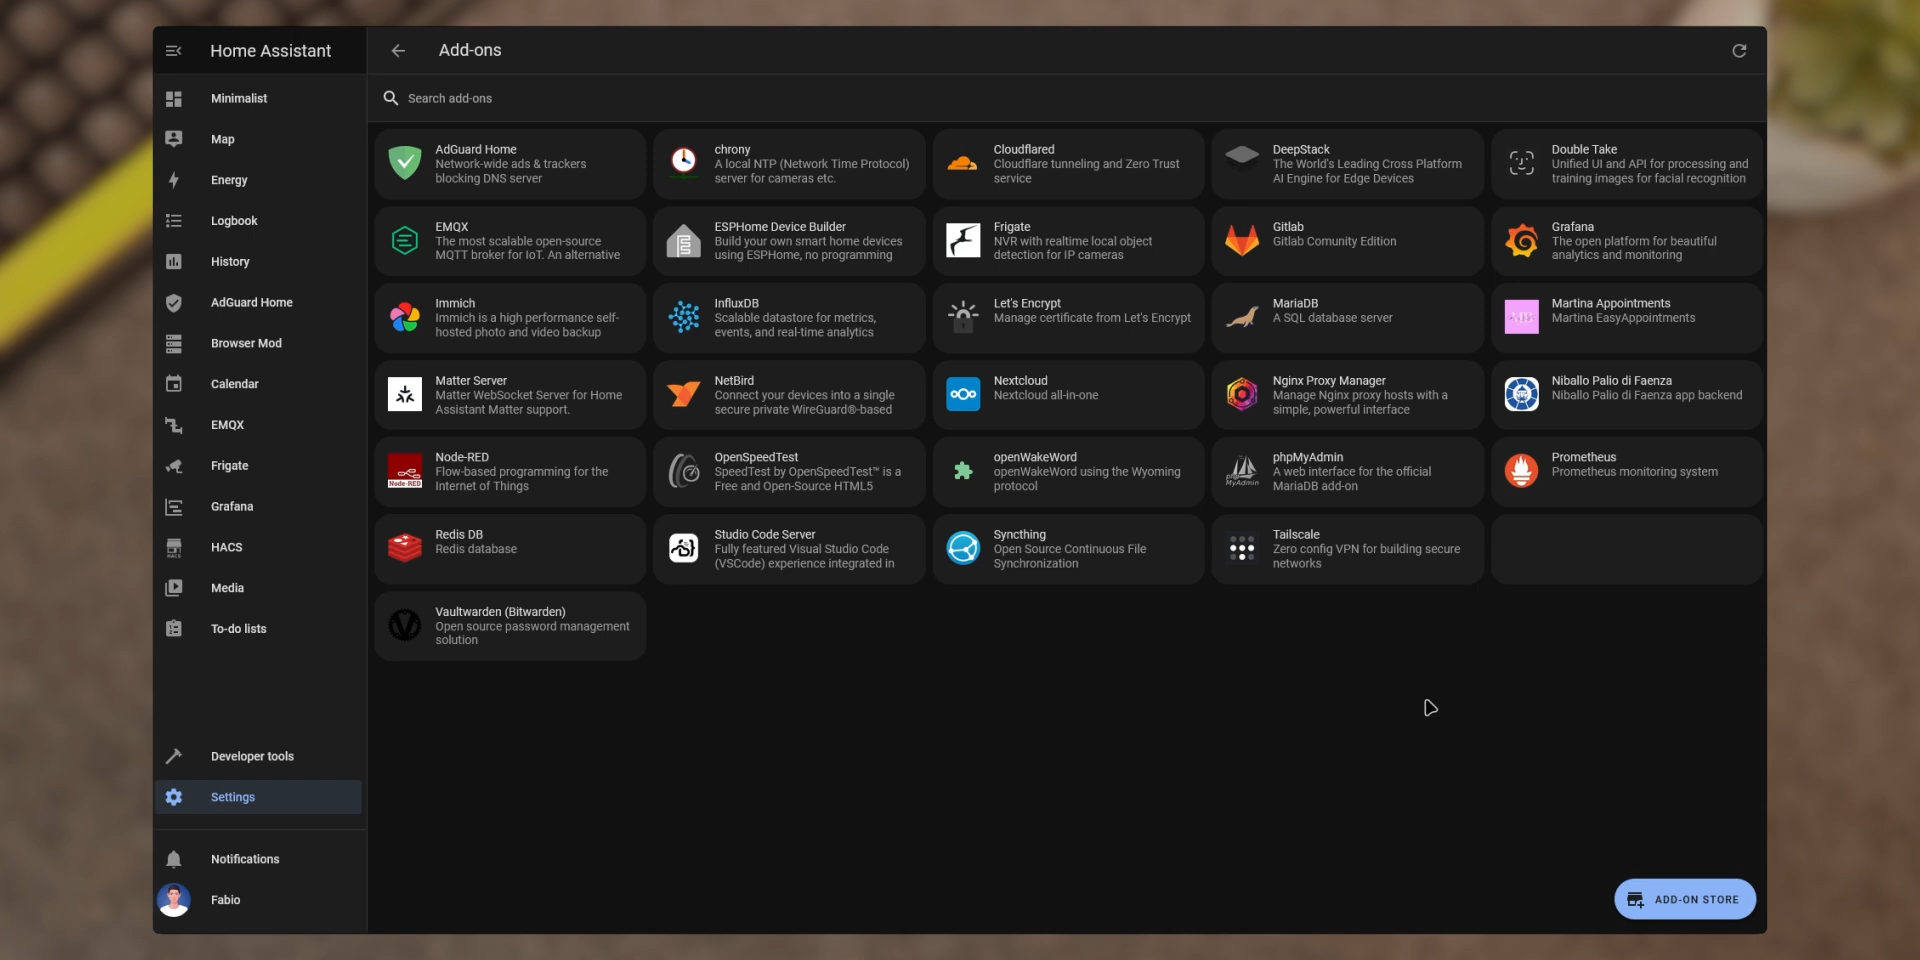 Home Assistant
Minimalist
Map
Energy
Logbook
History
AdGuard Home
Browser Mod
Calendar
EMQX
Frigate
Grafana
HACS
Media
To-do lists
Developer tools
Settings
Notifications
Fabio
Add-ons
Search add-ons
AdGuard Home
Network-wide ads & trackers
blocking DNS server
chrony
A local NTP (Network Time Protocol)
server for cameras etc.
Cloudflared
Cloudflare tunneling and Zero Trust
service
DeepStack
The World's Leading Cross Platform
AI Engine for Edge Devices
Double Take
Unified UI and API for processing and
training images for facial recognition
EMQX
The most scalable open-source
MQTT broker for IoT. An alternative
ESPHome Device Builder
Build your own smart home devices
using ESPHome, no programming
Frigate
NVR with realtime local object
detection for IP cameras
Gitlab
Gitlab Comunity Edition
Grafana
The open platform for beautiful
analytics and monitoring
Immich
Immich is a high performance self-
hosted photo and video backup
InfluxDB
Scalable datastore for metrics,
events, and real-time analytics
Let's Encrypt
Manage certificate from Let's Encrypt
MariaDB
A SQL database server
Martina Appointments
Martina EasyAppointments
Matter Server
Matter WebSocket Server for Home
Assistant Matter support.
NetBird
Connect your devices into a single
secure private WireGuard®-based
Nextcloud
Nextcloud all-in-one
Nginx Proxy Manager
Manage Nginx proxy hosts with a
simple, powerful interface
Niballo Palio di Faenza
Niballo Palio di Faenza app backend
Node-RED
Node-RED
Flow-based programming for the
Internet of Things
OpenSpeedTest
SpeedTest by OpenSpeedTest™ is a
Free and Open-Source HTML5
openWakeWord
openWakeWord using the Wyoming
protocol
MyAdmin
phpMyAdmin
A web interface for the official
MariaDB add-on
Prometheus
Prometheus monitoring system
Redis DB
Redis database
Studio Code Server
Fully featured Visual Studio Code
(VSCode) experience integrated in
Syncthing
Open Source Continuous File
Synchronization
Tailscale
Zero config VPN for building secure
networks
Vaultwarden (Bitwarden)
Open source password management
solution
ADD-ON STORE